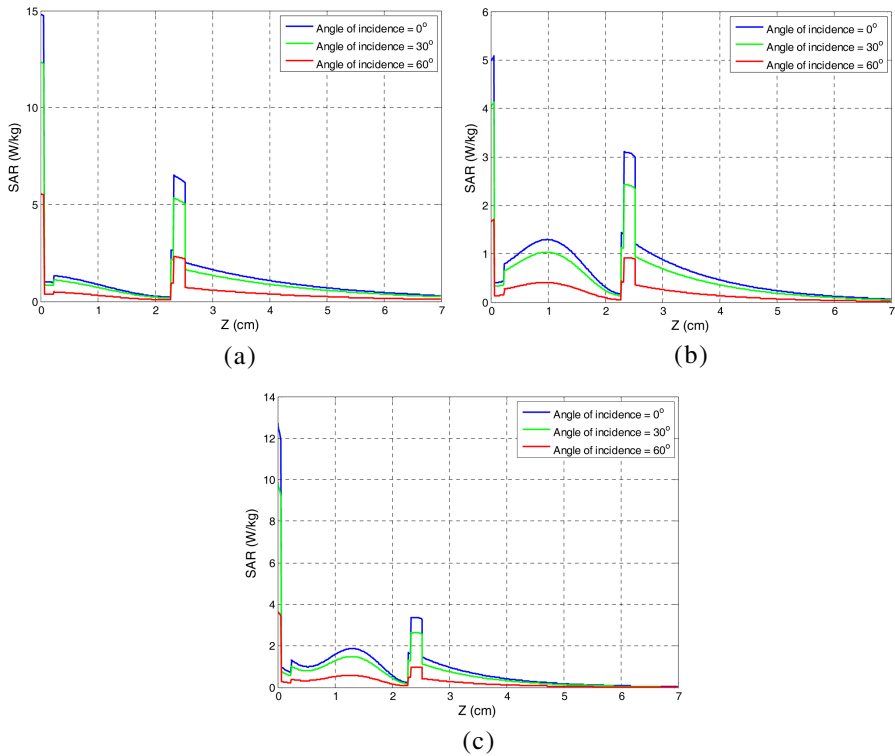 15
10
5
0
SAR (W/kg)
0 1 2 3 4 5 6 7
Z (cm)
Angle of incidence = 0°
Angle of incidence = 30°
Angle of incidence = 60°
(a)
6
5
4
3
2
1
0
SAR (W/kg)
0 1 2 3 4 5 6 7
Z (cm)
Angle of incidence = 0°
Angle of incidence = 30°
Angle of incidence = 60°
(b)
14
12
10
8
6
4
2
0
SAR (W/kg)
0 1 2 3 4 5 6 7
Z (cm)
Angle of incidence = 0°
Angle of incidence = 30°
Angle of incidence = 60°
(c)